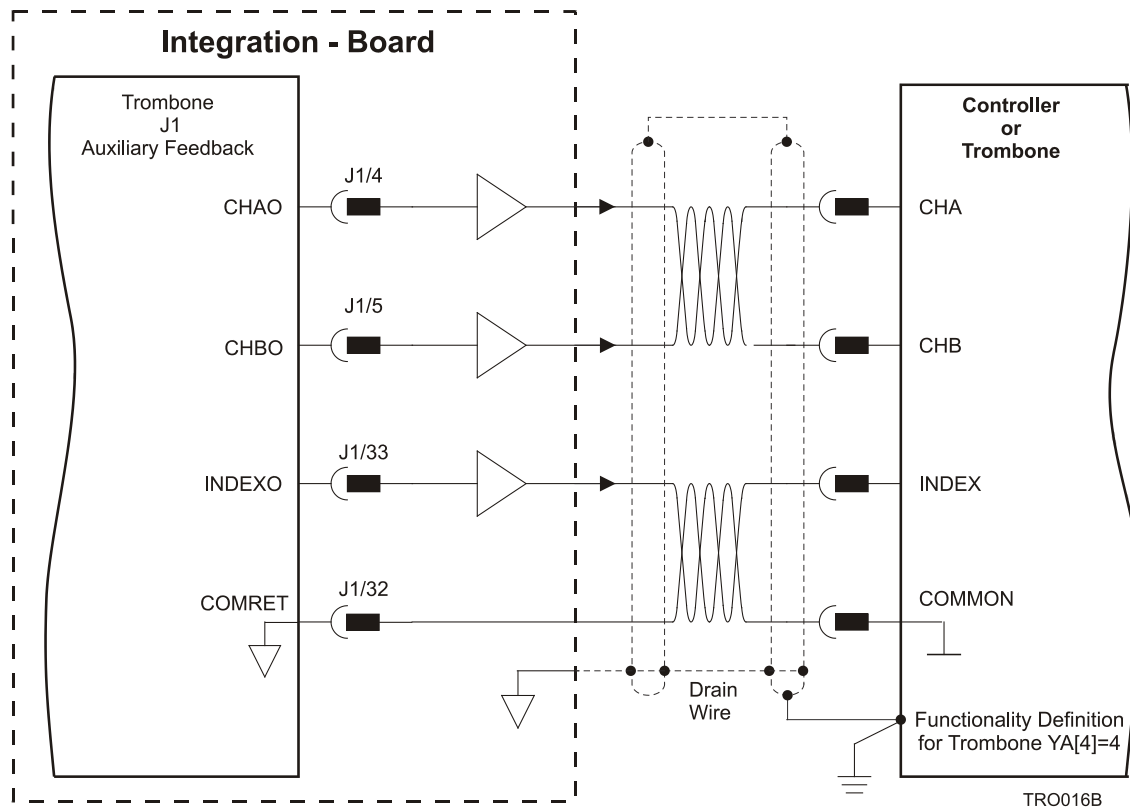 Integration - Board
Trombone
J1
Auxiliary Feedback
Controller
or
Trombone
J1/4
CHAO
CHA
J1/5
CHBO
CHB
J1/33
INDEXO
INDEX
J1/32
COMRET
COMMON
Drain
Wire
Functionality Definition
for Trombone YA[4]=4
TRO016B